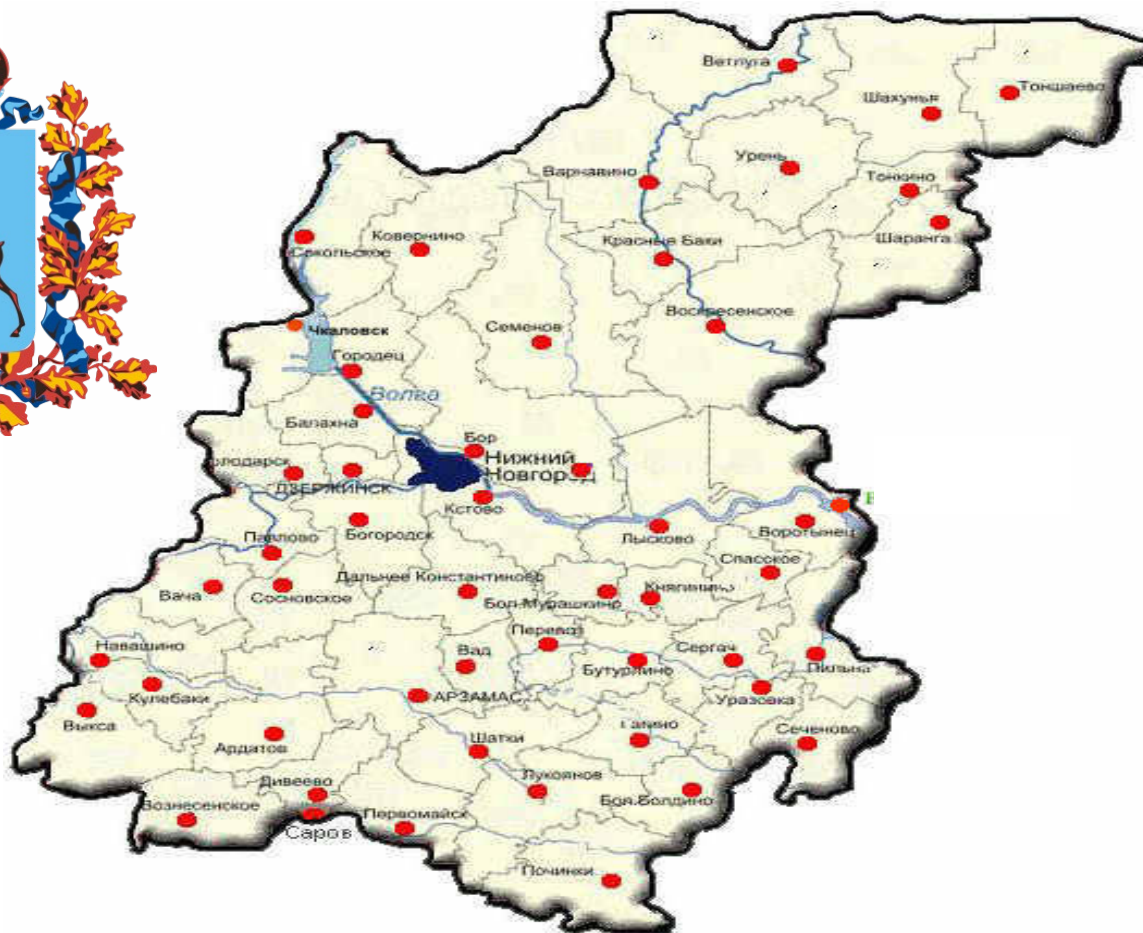 Ветлуга
Тоншаево
Шахунья
Урень
Варнавино
Тонкино
Шаранга
Ковернино
Красные Баки
Сокольское
Воскресенское
Чкаловск
Семенов
Городец
Волга
Балахна
Бор
Нижний
Новгород
ДЗЕРЖИНСК
Кстово
Богородск
Лысково
Воротынец
Павлово
Спасское
Дальнее Константиново
Вача
Сосновское
Княгинино
Бол.Мурашкино
Перевоз
Навашино
Вад
Сергач
Бутурлино
Пильна
Кулебаки
АРЗАМАС
Уразовка
Выкса
Сеченово
Шатки
Ардатов
Лукоянов
Дивеево
Бол.Болдино
Вознесенское
Первомайск
Саров
Починки